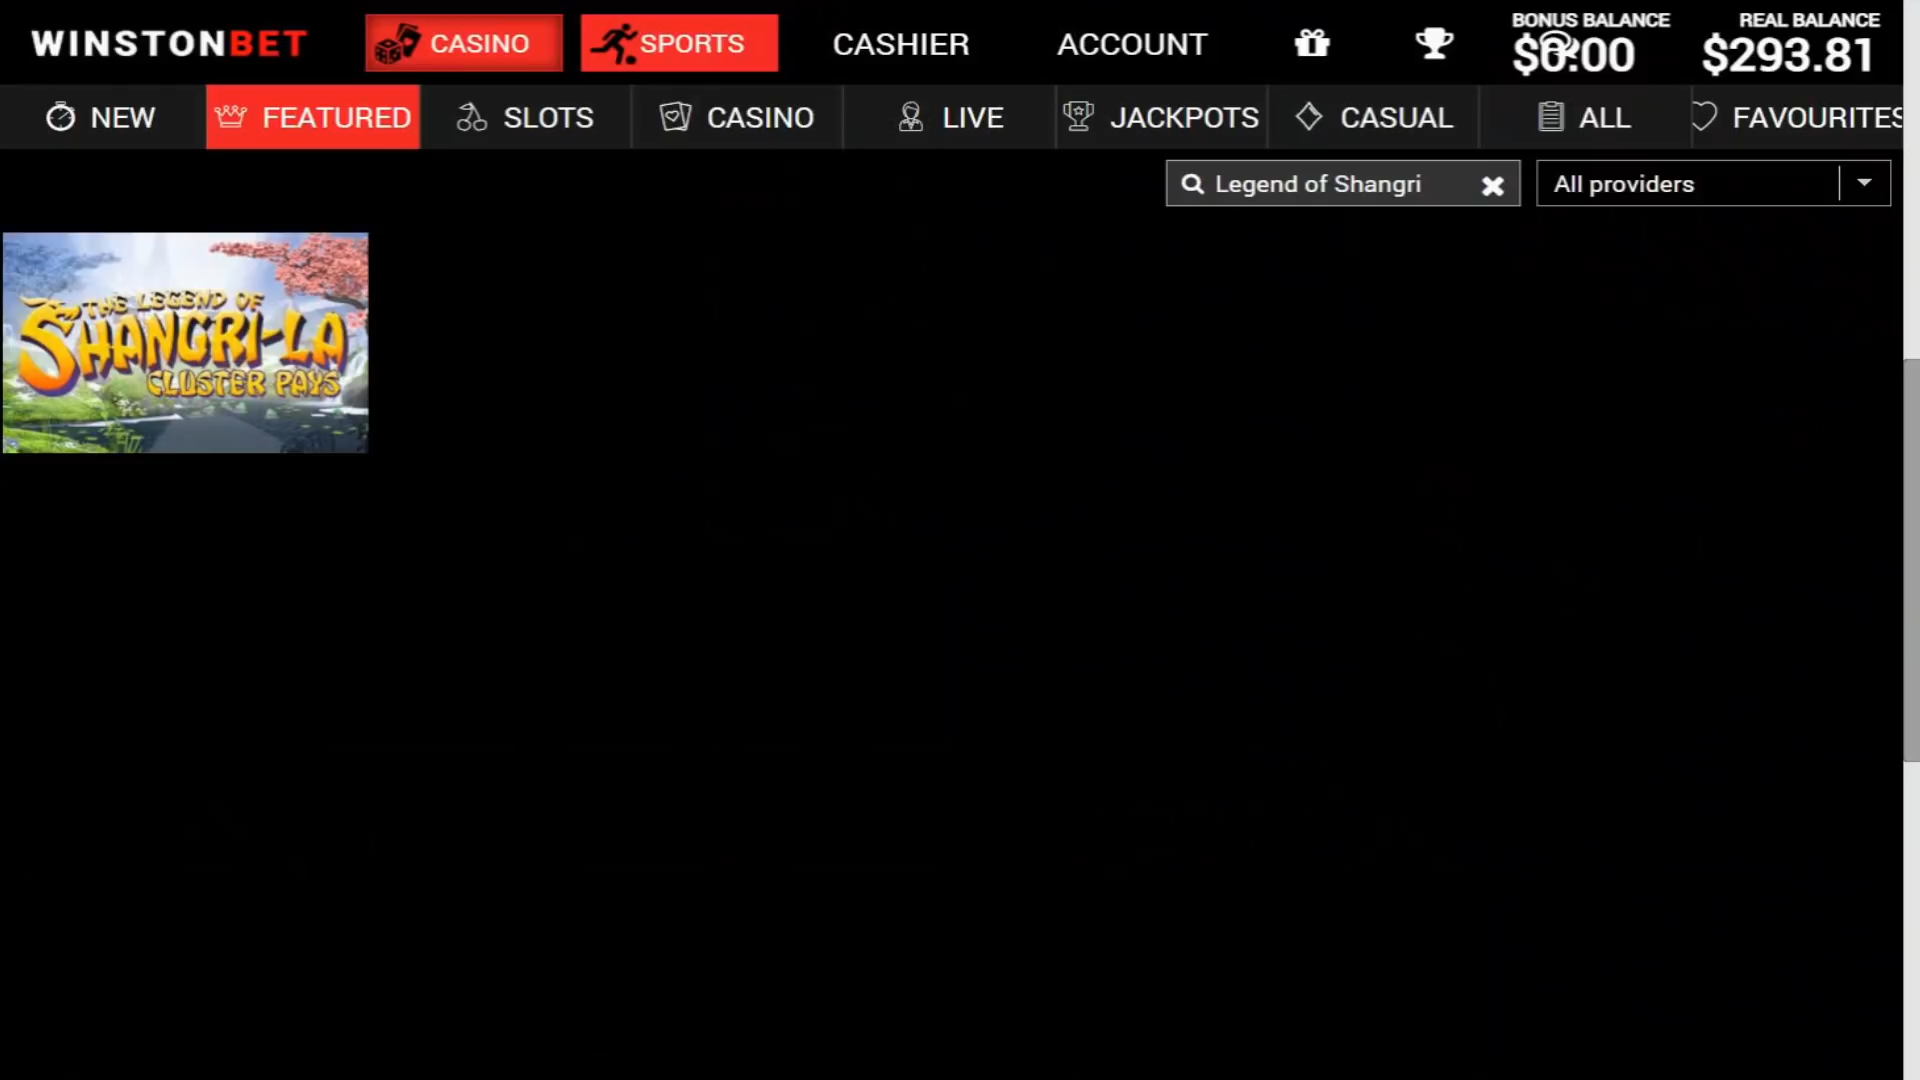 WINSTONBET
CASINO
SPORTS
CASHIER
ACCOUNT
BONUS BALANCE
$0.00
REAL BALANCE
$293.81
NEW
FEATURED
SLOTS
CASINO
LIVE
JACKPOTS
CASUAL
ALL
FAVOURITES
Legend of Shangri
All providers
THE LEGEND OF
SHANGRI-LA
CLUSTER PAYS